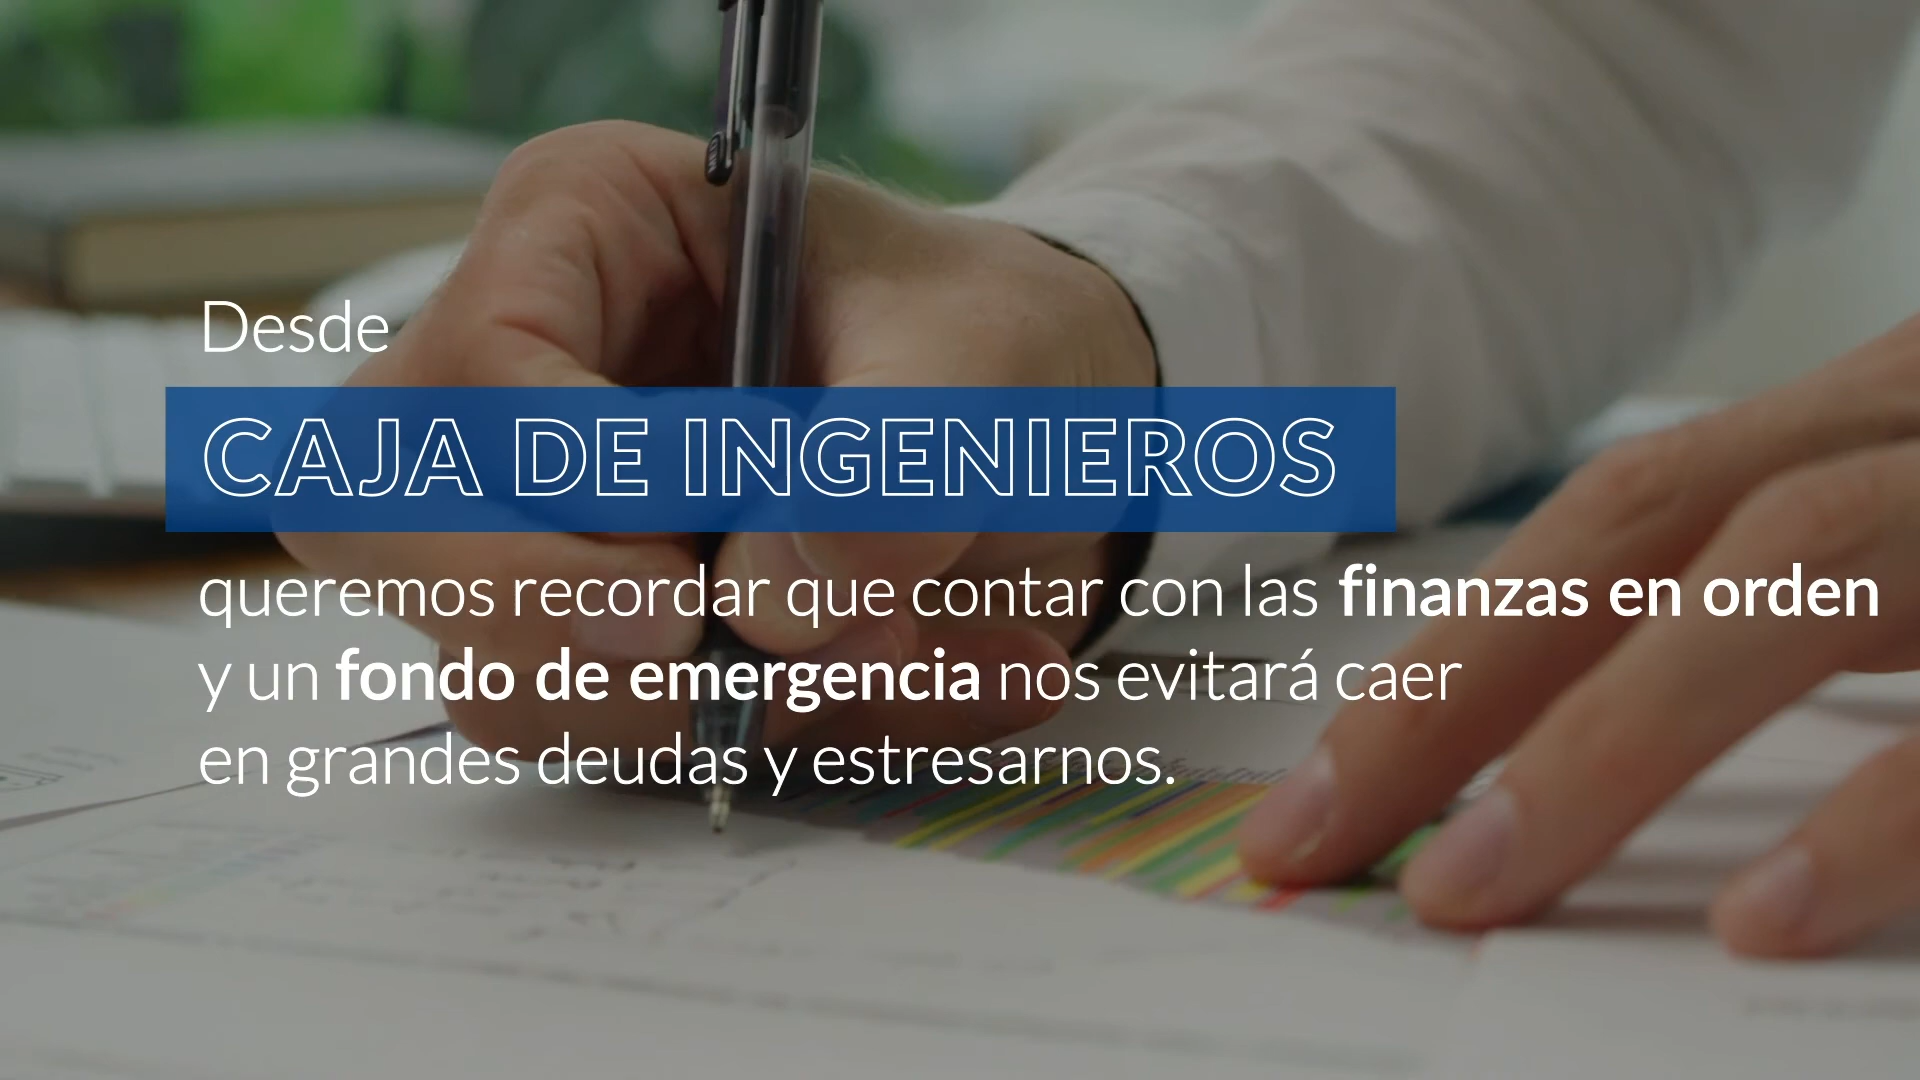 Desde
CAJA DE INGENIEROS
queremos recordar que contar con las finanzas en orden
y un fondo de emergencia nos evitará caer
en grandes deudas y estresarnos.